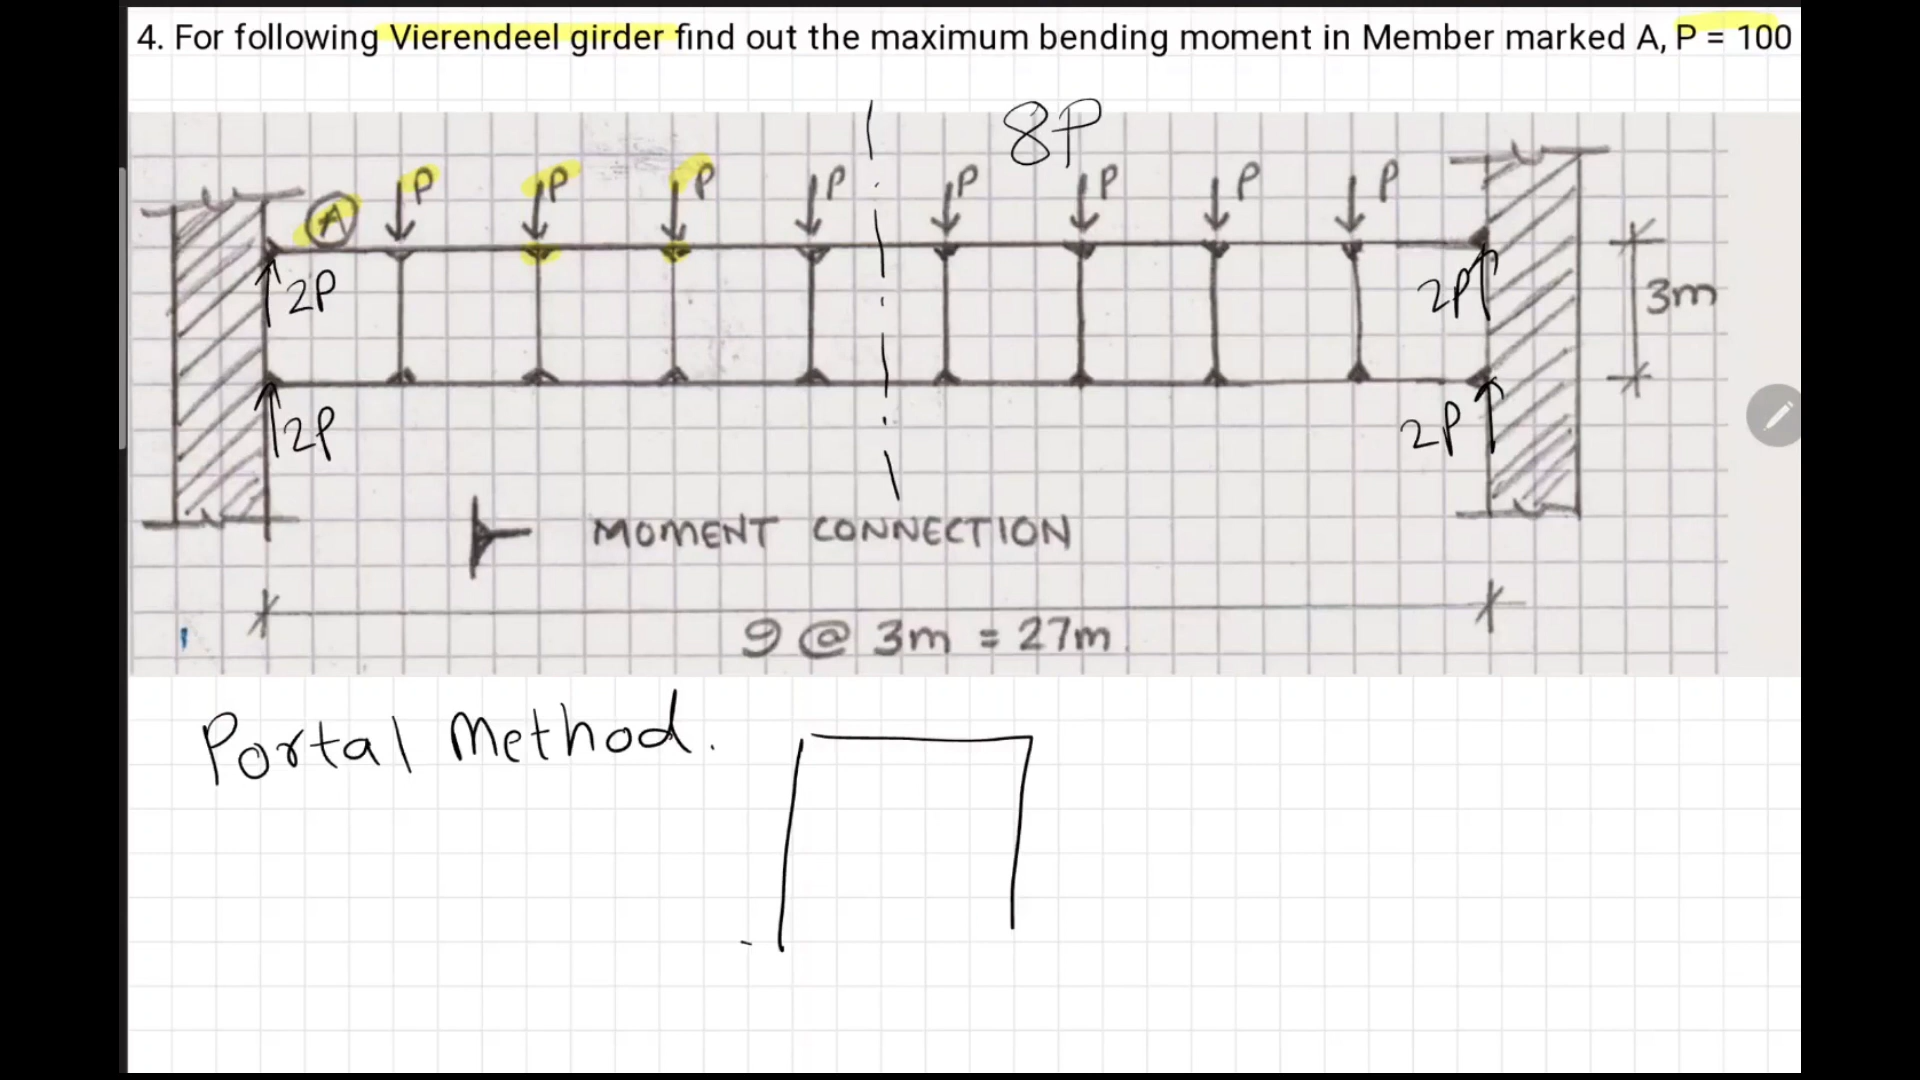 4. For following Vierendeel girder find out the maximum bending moment in Member marked A, P = 100
8P
A P P P P P P P P
2P 2P 3m
2P 2P
MOMENT CONNECTION
9 @ 3m = 27m
Portal Method.